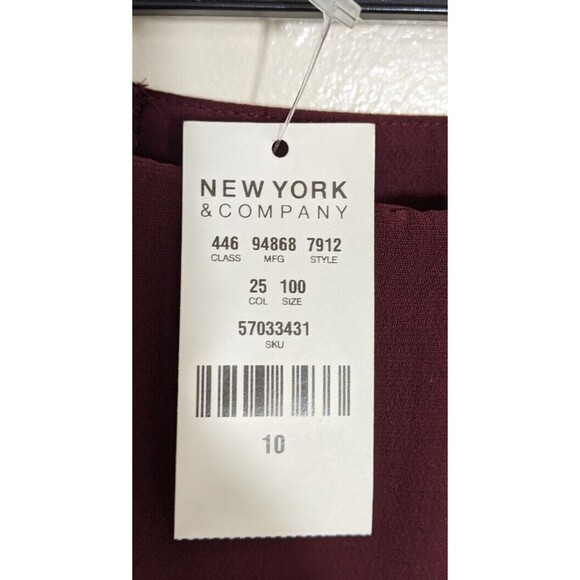 NEW YORK
& COMPANY
446 94868 7912
CLASS MFG STYLE
25 100
COL SIZE
57033431
SKU
10